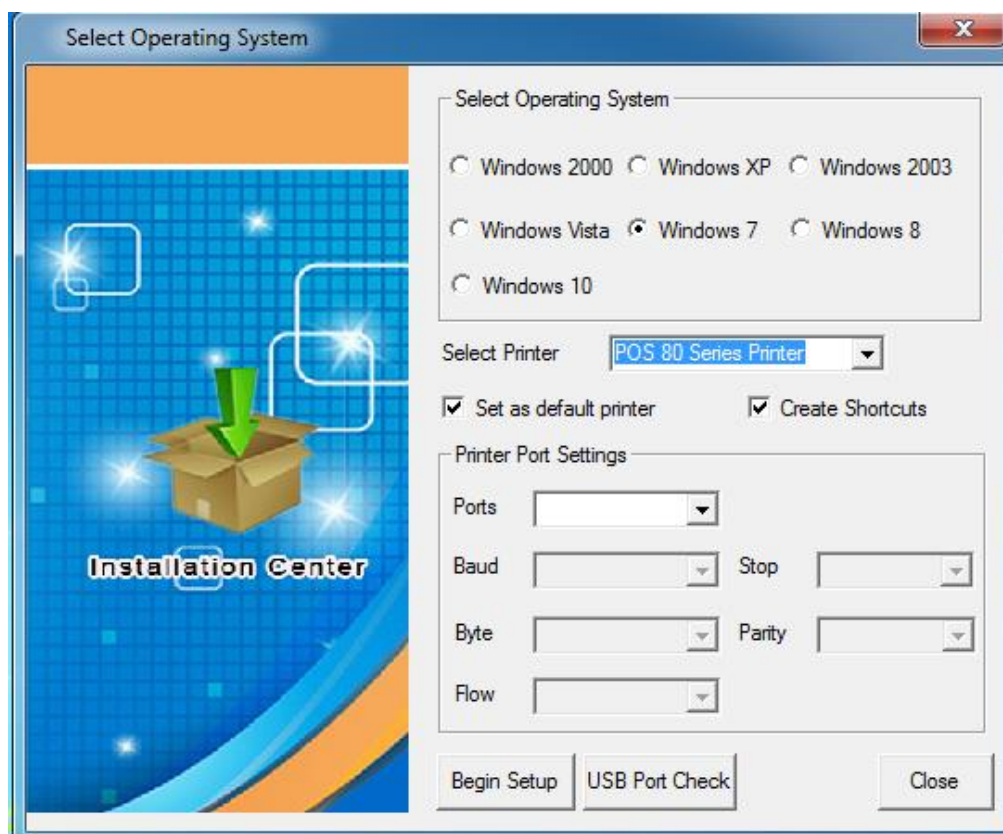 Select Operating System
Select Operating System
Windows 2000 Windows XP Windows 2003
Windows Vista Windows 7 Windows 8
Windows 10
Select Printer POS 80 Series Printer
Set as default printer Create Shortcuts
Printer Port Settings
Ports
Installation Center
Baud Stop
Byte Parity
Flow
Begin Setup USB Port Check Close